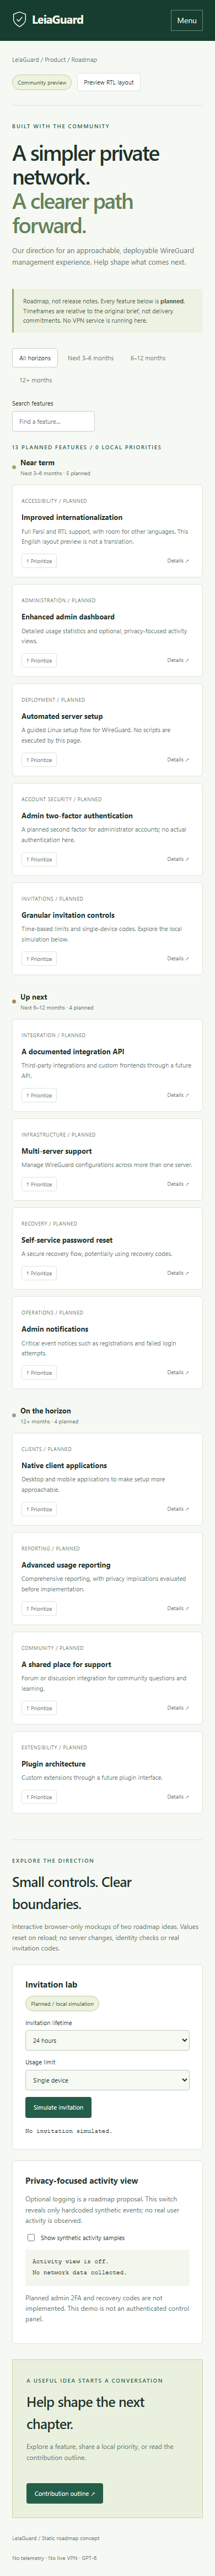 LeiaGuard
Menu
LeiaGuard / Product / Roadmap
Community preview
Preview RTL layout
BUILT WITH THE COMMUNITY
A simpler private
network.
A clearer path
forward.
Our direction for an approachable, deployable WireGuard
management experience. Help shape what comes next.
Roadmap, not release notes. Every feature below is planned.
Timeframes are relative to the original brief, not delivery
commitments. No VPN service is running here.
All horizons
Next 3–6 months
6–12 months
12+ months
Search features
Find a feature...
13 PLANNED FEATURES / 0 LOCAL PRIORITIES
Near term
Next 3–6 months · 5 planned
ACCESSIBILITY / PLANNED
Improved internationalization
Full Farsi and RTL support, with room for other languages. This
English layout preview is not a translation.
↑ Prioritize
Details ↗
ADMINISTRATION / PLANNED
Enhanced admin dashboard
Detailed usage statistics and optional, privacy-focused activity
views.
↑ Prioritize
Details ↗
DEPLOYMENT / PLANNED
Automated server setup
A guided Linux setup flow for WireGuard. No scripts are
executed by this page.
↑ Prioritize
Details ↗
ACCOUNT SECURITY / PLANNED
Admin two-factor authentication
A planned second factor for administrator accounts; no actual
authentication here.
↑ Prioritize
Details ↗
INVITATIONS / PLANNED
Granular invitation controls
Time-based limits and single-device codes. Explore the local
simulation below.
↑ Prioritize
Details ↗
Up next
Next 6–12 months · 4 planned
INTEGRATION / PLANNED
A documented integration API
Third-party integrations and custom frontends through a future
API.
↑ Prioritize
Details ↗
INFRASTRUCTURE / PLANNED
Multi-server support
Manage WireGuard configurations across more than one server.
↑ Prioritize
Details ↗
RECOVERY / PLANNED
Self-service password reset
A secure recovery flow, potentially using recovery codes.
↑ Prioritize
Details ↗
OPERATIONS / PLANNED
Admin notifications
Critical event notices such as registrations and failed login
attempts.
↑ Prioritize
Details ↗
On the horizon
12+ months · 4 planned
CLIENTS / PLANNED
Native client applications
Desktop and mobile applications to make setup more
approachable.
↑ Prioritize
Details ↗
REPORTING / PLANNED
Advanced usage reporting
Comprehensive reporting, with privacy implications evaluated
before implementation.
↑ Prioritize
Details ↗
COMMUNITY / PLANNED
A shared place for support
Forum or discussion integration for community questions and
learning.
↑ Prioritize
Details ↗
EXTENSIBILITY / PLANNED
Plugin architecture
Custom extensions through a future plugin interface.
↑ Prioritize
Details ↗
EXPLORE THE DIRECTION
Small controls. Clear
boundaries.
Interactive browser-only mockups of two roadmap ideas. Values
reset on reload; no server changes, identity checks or real
invitation codes.
Invitation lab
Planned / local simulation
Invitation lifetime
24 hours
Usage limit
Single device
Simulate invitation
No invitation simulated.
Privacy-focused activity view
Optional logging is a roadmap proposal. This switch
reveals only hardcoded synthetic events; no real user
activity is observed.
Show synthetic activity samples
Activity view is off.
No network data collected.
Planned admin 2FA and recovery codes are not
implemented. This demo is not an authenticated control
panel.
A USEFUL IDEA STARTS A CONVERSATION
Help shape the next
chapter.
Explore a feature, share a local priority, or read the
contribution outline.
Contribution outline ↗
LeiaGuard / Static roadmap concept
No telemetry · No live VPN · GPT-6